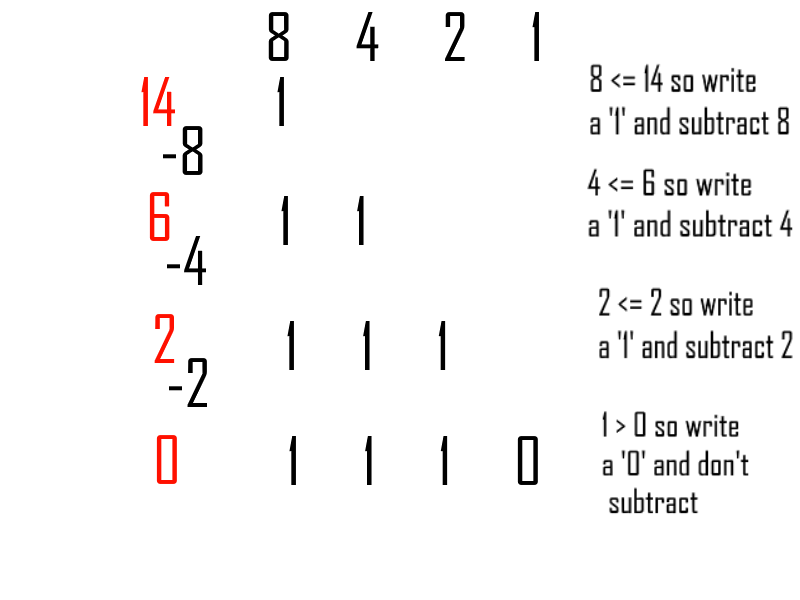 8 4 2 1
14 1
8 <= 14 so write
a '1' and subtract 8
-8
6 1 1
4 <= 6 so write
a '1' and subtract 4
-4
2 1 1 1
2 <= 2 so write
a '1' and subtract 2
-2
0 1 1 1 0
1 > 0 so write
a '0' and don't
subtract